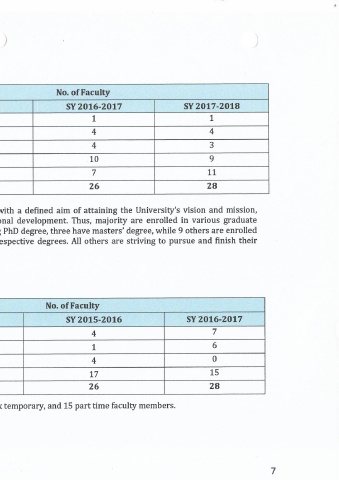 No. of Faculty
SY 2016-2017 SY 2017-2018
1 1
4 4
4 3
10 9
7 11
26 28
with a defined aim of attaining the University's vision and mission,
onal development. Thus, majority are enrolled in various graduate
PhD degree, three have masters' degree, while 9 others are enrolled
espective degrees. All others are striving to pursue and finish their
No. of Faculty
SY 2015-2016 SY 2016-2017
4 7
1 6
4 0
17 15
26 28
x temporary, and 15 part time faculty members.
7